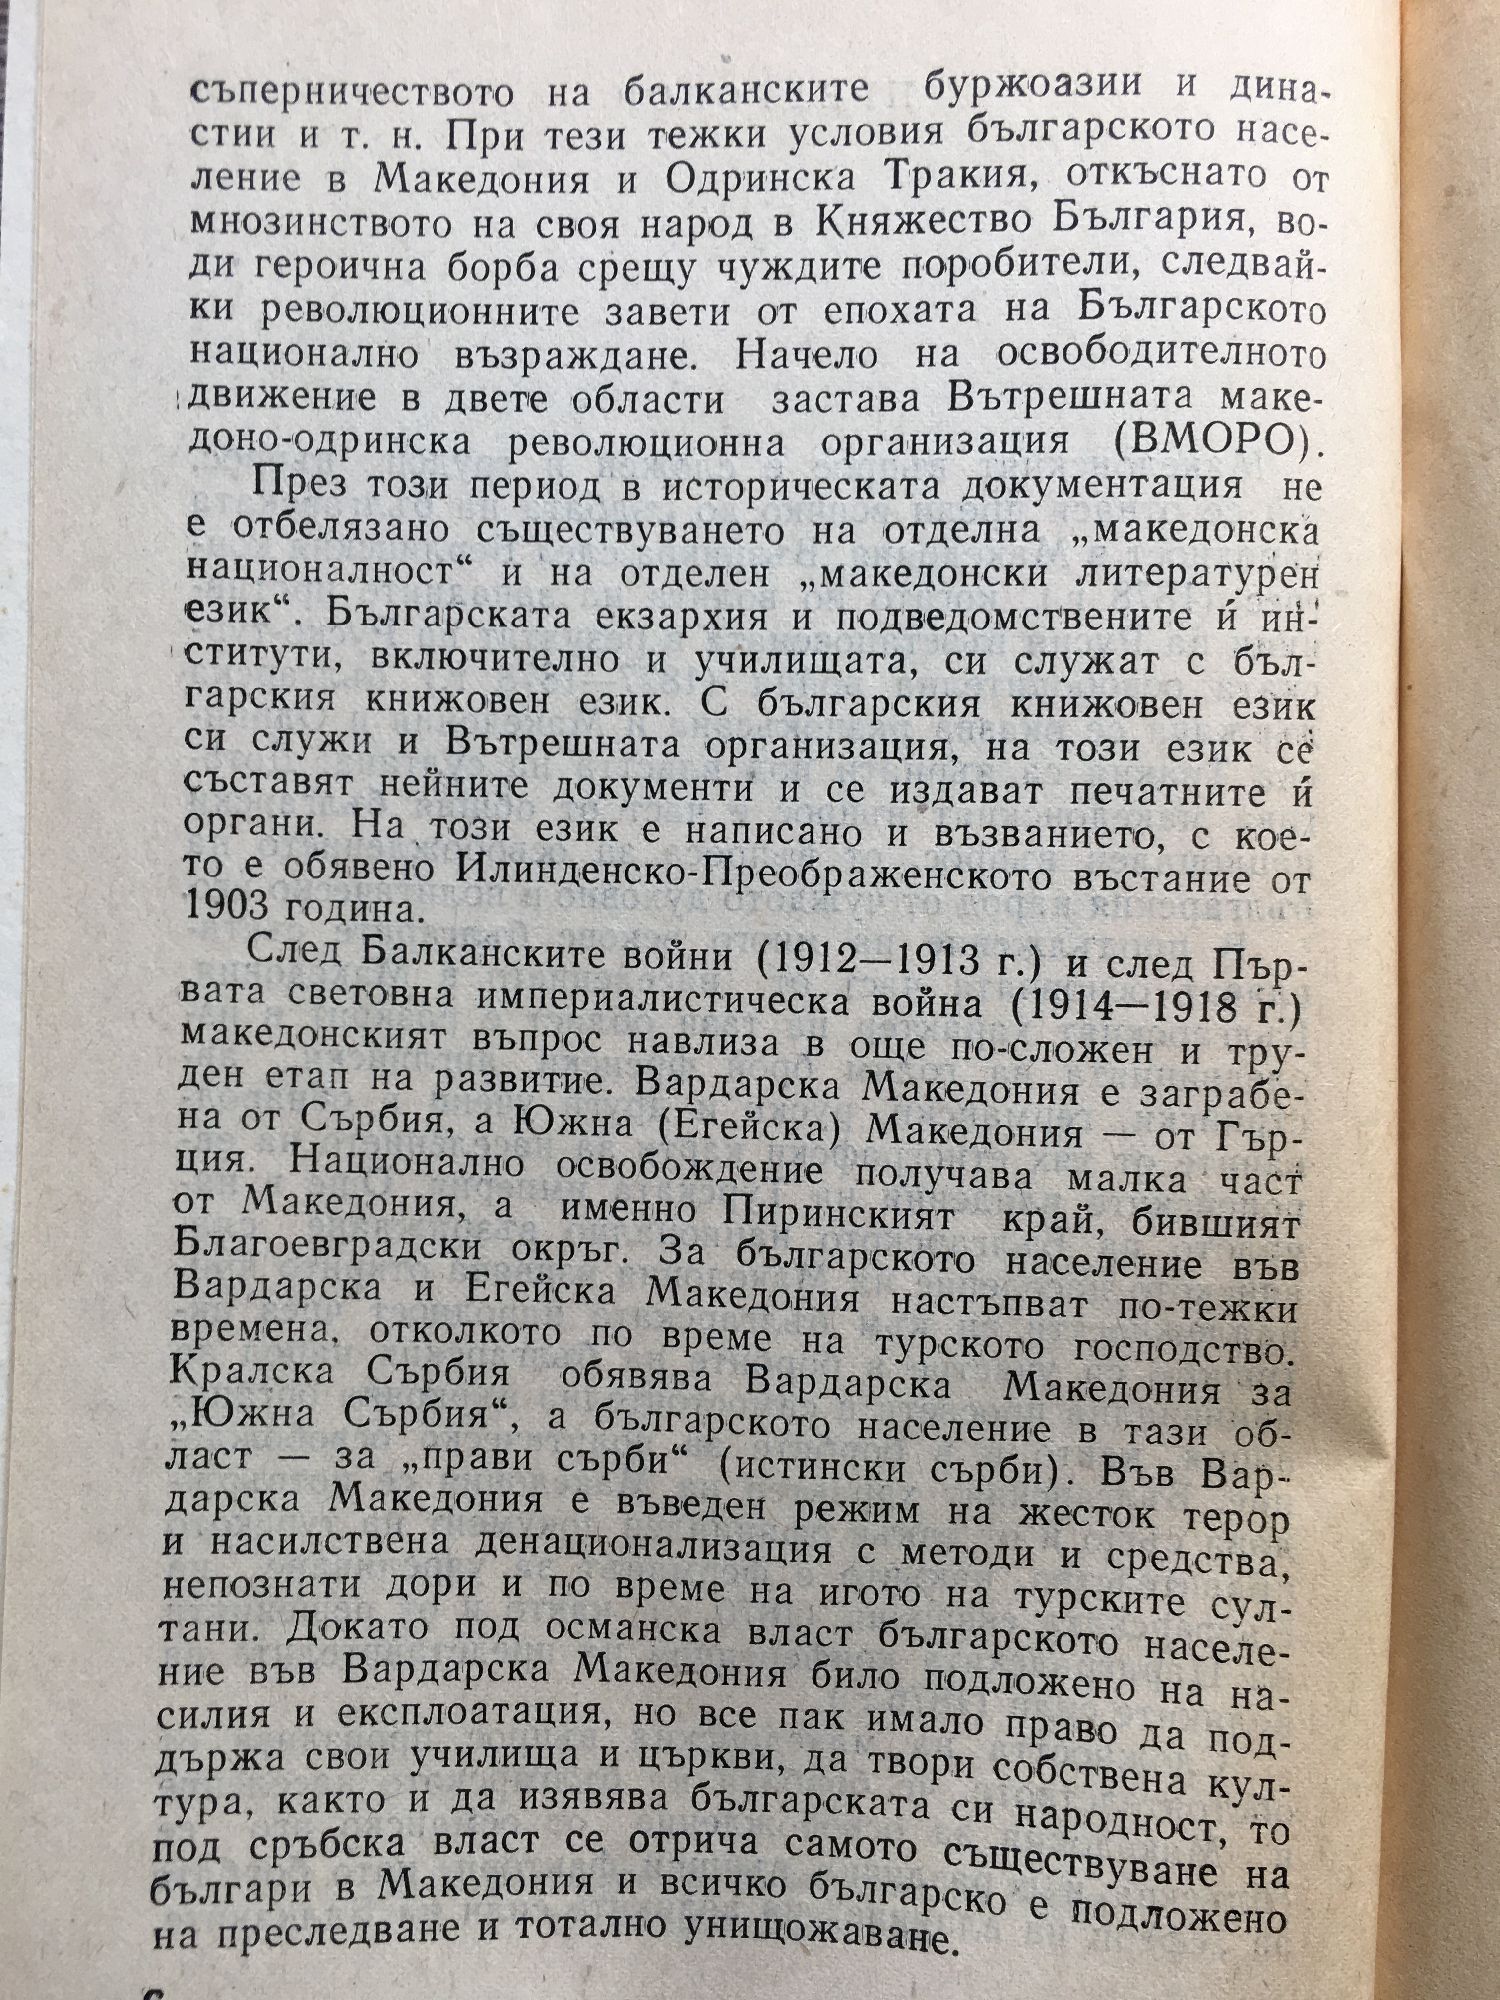 съперничеството на балканските буржоазии и дина-
стии и т. н. При тези тежки условия българското насе-
ление в Македония и Одринска Тракия, откъснато от
мнозинството на своя народ в Княжество България, во-
ди героична борба срещу чуждите поробители, следвай-
ки революционните завети от епохата на Българското
национално възраждане. Начело на освободителното
движение в двете области застава Вътрешната маке-
доно-одринска революционна организация (ВМОРО).
През този период в историческата документация не
е отбелязано съществуването на отделна „македонска
националност“ и на отделен „македонски литературен
език“. Българската екзархия и подведомствените ѝ ин-
ститути, включително и училищата, си служат с бъл-
гарския книжовен език. С българския книжовен език
си служи и Вътрешната организация, на този език се
съставят нейните документи и се издават печатните ѝ
органи. На този език е написано и възванието, с кое-
то е обявено Илинденско-Преображенското въстание от
1903 година.
След Балканските войни (1912—1913 г.) и след Пър-
вата световна империалистическа война (1914—1918 г.)
македонският въпрос навлиза в още по-сложен и тру-
ден етап на развитие. Вардарска Македония е заграбе-
на от Сърбия, а Южна (Егейска) Македония — от Гър-
ция. Национално освобождение получава малка част
от Македония, а именно Пиринският край, бившият
Благоевградски окръг. За българското население във
Вардарска и Егейска Македония настъпват по-тежки
времена, отколкото по време на турското господство.
Кралска Сърбия обявява Вардарска Македония за
„Южна Сърбия“, а българското население в тази об-
ласт — за „прави сърби“ (истински сърби). Във Вар-
дарска Македония е въведен режим на жесток терор
и насилствена денационализация с методи и средства,
непознати дори и по време на игото на турските сул-
тани. Докато под османска власт българското населе-
ние във Вардарска Македония било подложено на на-
силия и експлоатация, но все пак имало право да под-
държа свои училища и църкви, да твори собствена кул-
тура, както и да изявява българската си народност, то
под сръбска власт се отрича самото съществуване на
българи в Македония и всичко българско е подложено
на преследване и тотално унищожаване.